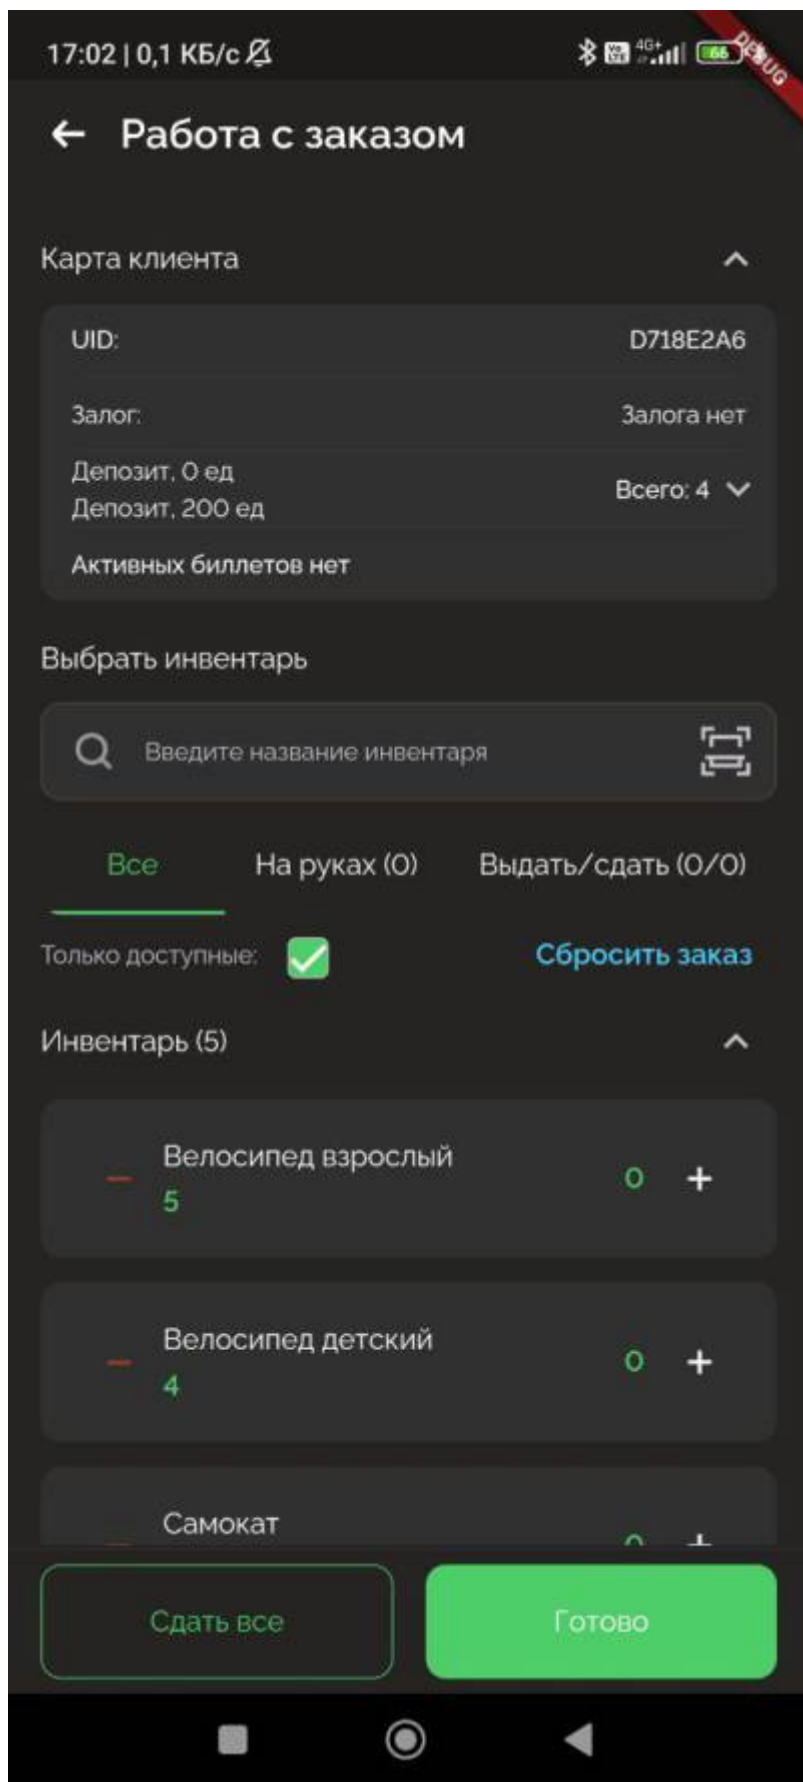 17:02 | 0,1 КБ/с
4G+
66
DEBUG
Работа с заказом
Карта клиента
UID: D718E2A6
Залог: Залога нет
Депозит, 0 ед
Депозит, 200 ед
Всего: 4
Активных биллетов нет
Выбрать инвентарь
Введите название инвентаря
Все На руках (0) Выдать/сдать (0/0)
Только доступные: Сбросить заказ
Инвентарь (5)
Велосипед взрослый
5
0 +
Велосипед детский
4
0 +
Самокат
0 +
Сдать все Готово